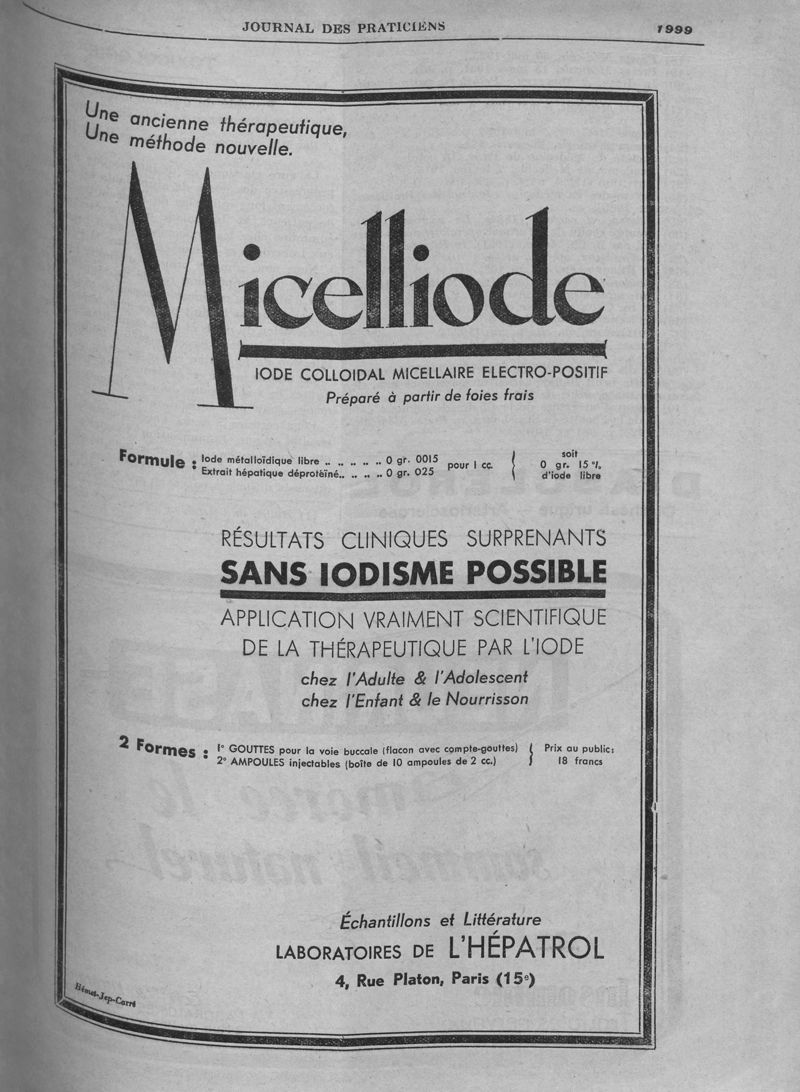 JOURNAL DES PRATICIENS 1999
Une ancienne thérapeutique,
Une méthode nouvelle.
Micelliode
IODE COLLOIDAL MICELLAIRE ELECTRO-POSITIF
Préparé à partir de foies frais
Formule : Iode métalloïdique libre .. .. .. .. .. 0 gr. 0015
Extrait hépatique déprotéïné.. .. .. .. 0 gr. 025
pour 1 cc.
soit
0 gr. 15 %
d'iode libre
RÉSULTATS CLINIQUES SURPRENANTS
SANS IODISME POSSIBLE
APPLICATION VRAIMENT SCIENTIFIQUE
DE LA THÉRAPEUTIQUE PAR L'IODE
chez l'Adulte & l'Adolescent
chez l'Enfant & le Nourrisson
2 Formes : 1° GOUTTES pour la voie buccale (flacon avec compte-gouttes)
2° AMPOULES injectables (boîte de 10 ampoules de 2 cc.)
Prix au public:
18 francs
Échantillons et Littérature
LABORATOIRES DE L'HÉPATROL
4, Rue Platon, Paris (15e)